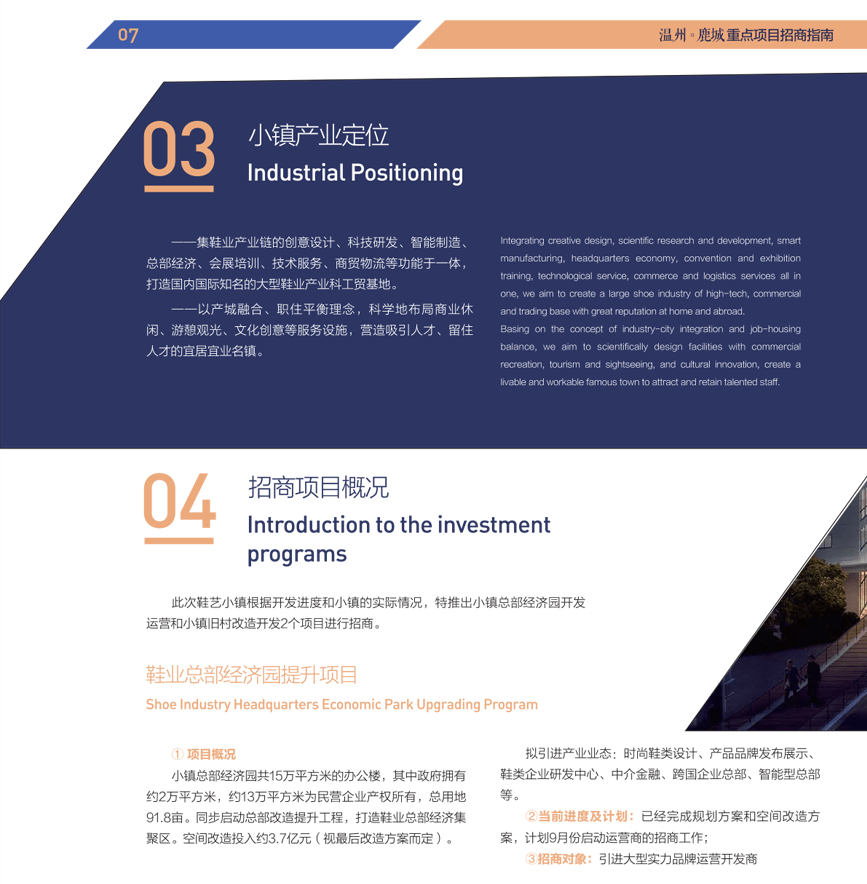 07
温州·鹿城重点项目招商指南
03
小镇产业定位
Industrial Positioning
——集鞋业产业链的创意设计、科技研发、智能制造、
总部经济、会展培训、技术服务、商贸物流等功能于一体，
打造国内国际知名的大型鞋业产业科工贸基地。
——以产城融合、职住平衡理念，科学地布局商业休
闲、游憩观光、文化创意等服务设施，营造吸引人才、留住
人才的宜居宜业名镇。
Integrating creative design, scientific research and development, smart
manufacturing, headquarters economy, convention and exhibition
training, technological service, commerce and logistics services all in
one, we aim to create a large shoe industry of high-tech, commercial
and trading base with great reputation at home and abroad.
Basing on the concept of industry-city integration and job-housing
balance, we aim to scientifically design facilities with commercial
recreation, tourism and sightseeing, and cultural innovation, create a
livable and workable famous town to attract and retain talented staff.
04
招商项目概况
Introduction to the investment
programs
此次鞋艺小镇根据开发进度和小镇的实际情况，特推出小镇总部经济园开发
运营和小镇旧村改造开发2个项目进行招商。
鞋业总部经济园提升项目
Shoe Industry Headquarters Economic Park Upgrading Program
① 项目概况
小镇总部经济园共15万平方米的办公楼，其中政府拥有
约2万平方米，约13万平方米为民营企业产权所有，总用地
91.8亩。同步启动总部改造提升工程，打造鞋业总部经济集
聚区。空间改造投入约3.7亿元（视最后改造方案而定）。
拟引进产业业态：时尚鞋类设计、产品品牌发布展示、
鞋类企业研发中心、中介金融、跨国企业总部、智能型总部
等。
②当前进度及计划：已经完成规划方案和空间改造方
案，计划9月份启动运营商的招商工作；
③招商对象：引进大型实力品牌运营开发商